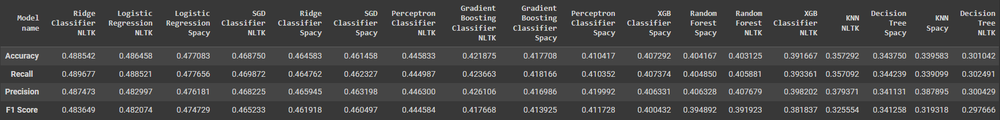 Model name | Ridge Classifier NLTK | Logistic Regression NLTK | Logistic Regression Spacy | SGD Classifier NLTK | Ridge Classifier Spacy | SGD Classifier Spacy | Perceptron Classifier NLTK | Gradient Boosting Classifier NLTK | Gradient Boosting Classifier Spacy | Perceptron Classifier Spacy | XGB Classifier Spacy | Random Forest Spacy | Random Forest NLTK | XGB Classifier NLTK | KNN NLTK | Decision Tree Spacy | KNN Spacy | Decision Tree NLTK
Accuracy 0.488542 0.486458 0.477083 0.468750 0.464583 0.461458 0.445833 0.421875 0.417708 0.410417 0.407292 0.404167 0.403125 0.391667 0.357292 0.343750 0.339583 0.301042
Recall 0.489677 0.488521 0.477656 0.469872 0.464762 0.462327 0.444987 0.423663 0.418166 0.410352 0.407374 0.404850 0.405881 0.393361 0.357092 0.344239 0.339099 0.302491
Precision 0.487473 0.482997 0.476181 0.468225 0.465945 0.463198 0.446300 0.426106 0.416986 0.419992 0.406331 0.406328 0.407679 0.398202 0.379371 0.341131 0.387895 0.300429
F1 Score 0.483649 0.482074 0.474729 0.465233 0.461918 0.460497 0.444584 0.417668 0.413925 0.411728 0.400432 0.394892 0.391923 0.381837 0.325554 0.341258 0.319318 0.297666